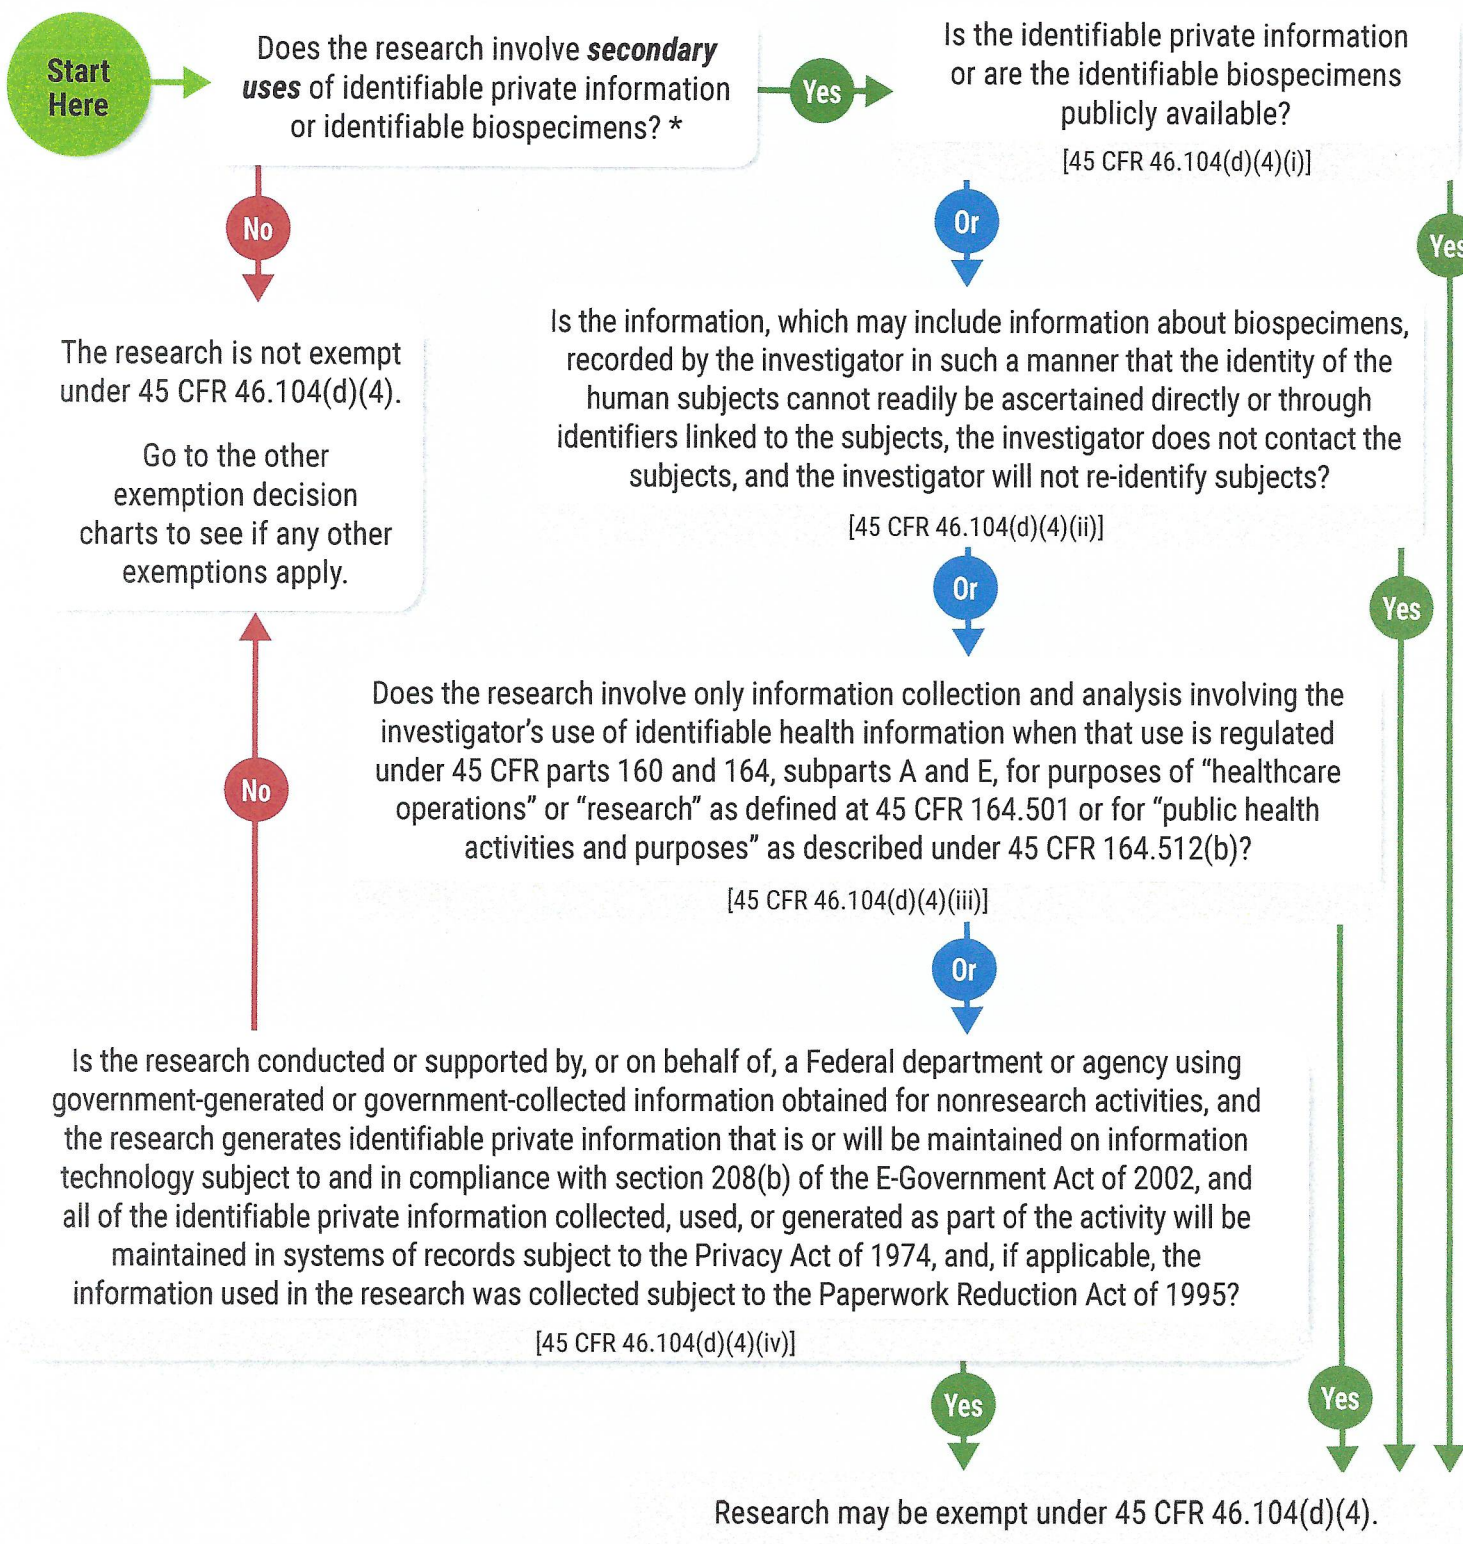 Start
Here
Does the research involve secondary
uses of identifiable private information
or identifiable biospecimens? *
Yes
Is the identifiable private information
or are the identifiable biospecimens
publicly available?
[45 CFR 46.104(d)(4)(i)]
No
Or
Yes
The research is not exempt
under 45 CFR 46.104(d)(4).
Go to the other
exemption decision
charts to see if any other
exemptions apply.
Is the information, which may include information about biospecimens,
recorded by the investigator in such a manner that the identity of the
human subjects cannot readily be ascertained directly or through
identifiers linked to the subjects, the investigator does not contact the
subjects, and the investigator will not re-identify subjects?
[45 CFR 46.104(d)(4)(ii)]
Or
Yes
Does the research involve only information collection and analysis involving the
investigator's use of identifiable health information when that use is regulated
under 45 CFR parts 160 and 164, subparts A and E, for purposes of “healthcare
operations” or “research” as defined at 45 CFR 164.501 or for “public health
activities and purposes” as described under 45 CFR 164.512(b)?
[45 CFR 46.104(d)(4)(iii)]
No
Or
Is the research conducted or supported by, or on behalf of, a Federal department or agency using
government-generated or government-collected information obtained for nonresearch activities, and
the research generates identifiable private information that is or will be maintained on information
technology subject to and in compliance with section 208(b) of the E-Government Act of 2002, and
all of the identifiable private information collected, used, or generated as part of the activity will be
maintained in systems of records subject to the Privacy Act of 1974, and, if applicable, the
information used in the research was collected subject to the Paperwork Reduction Act of 1995?
[45 CFR 46.104(d)(4)(iv)]
Yes
Yes
Research may be exempt under 45 CFR 46.104(d)(4).